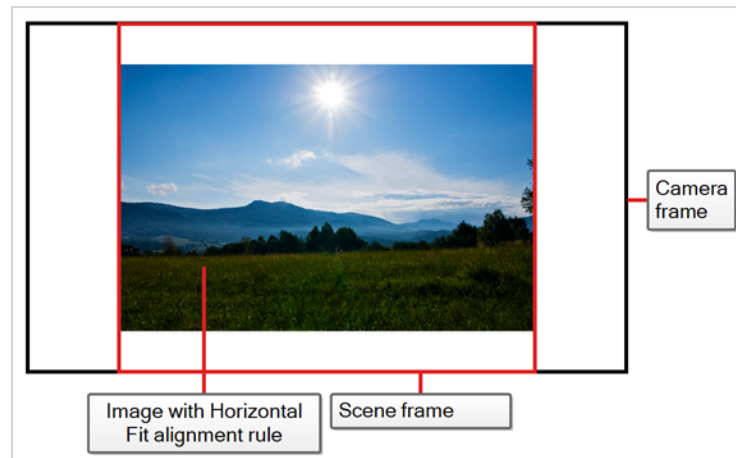 Camera
frame
Image with Horizontal
Fit alignment rule
Scene frame